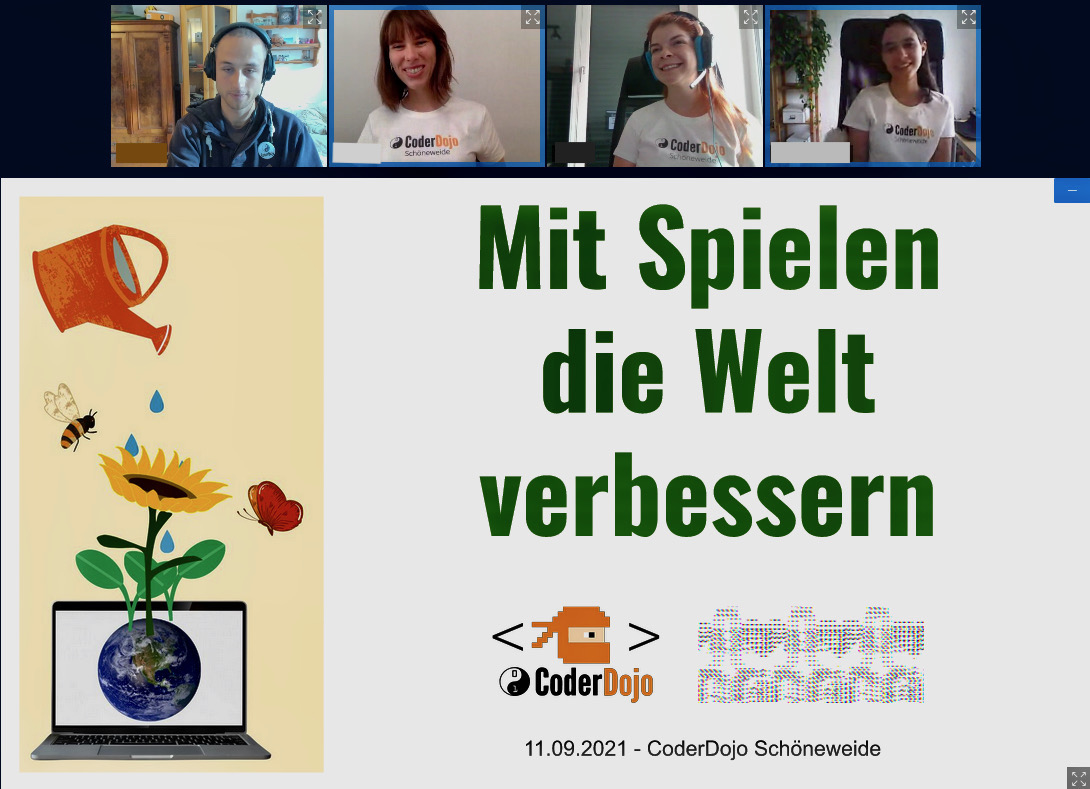 CoderDojo
Schöneweide
CoderDojo
Schöneweide
CoderDojo
Schöneweide
Mit Spielen
die Welt
verbessern
< >
CoderDojo
11.09.2021 - CoderDojo Schöneweide